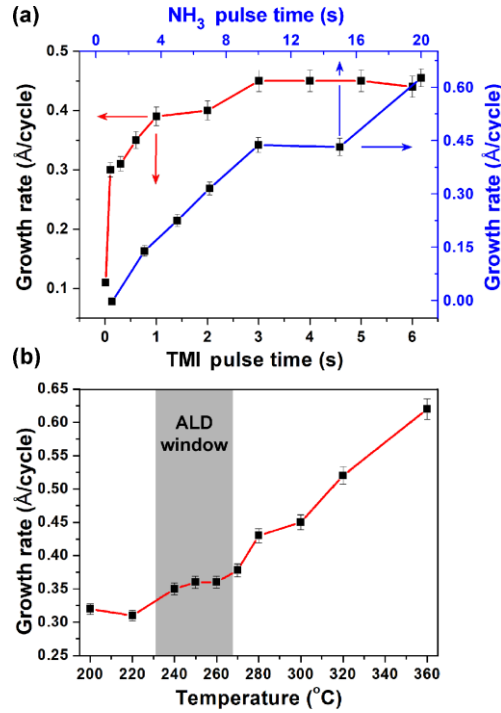 (a)
NH3 pulse time (s)
0 4 8 12 16 20
0.5
0.4
0.3
0.2
0.1
Growth rate (Å/cycle)
0.60
0.45
0.30
0.15
0.00
Growth rate (Å/cycle)
0 1 2 3 4 5 6
TMI pulse time (s)
(b)
0.65
0.60
0.55
0.50
0.45
0.40
0.35
0.30
0.25
Growth rate (Å/cycle)
ALD
window
200 220 240 260 280 300 320 340 360
Temperature (°C)